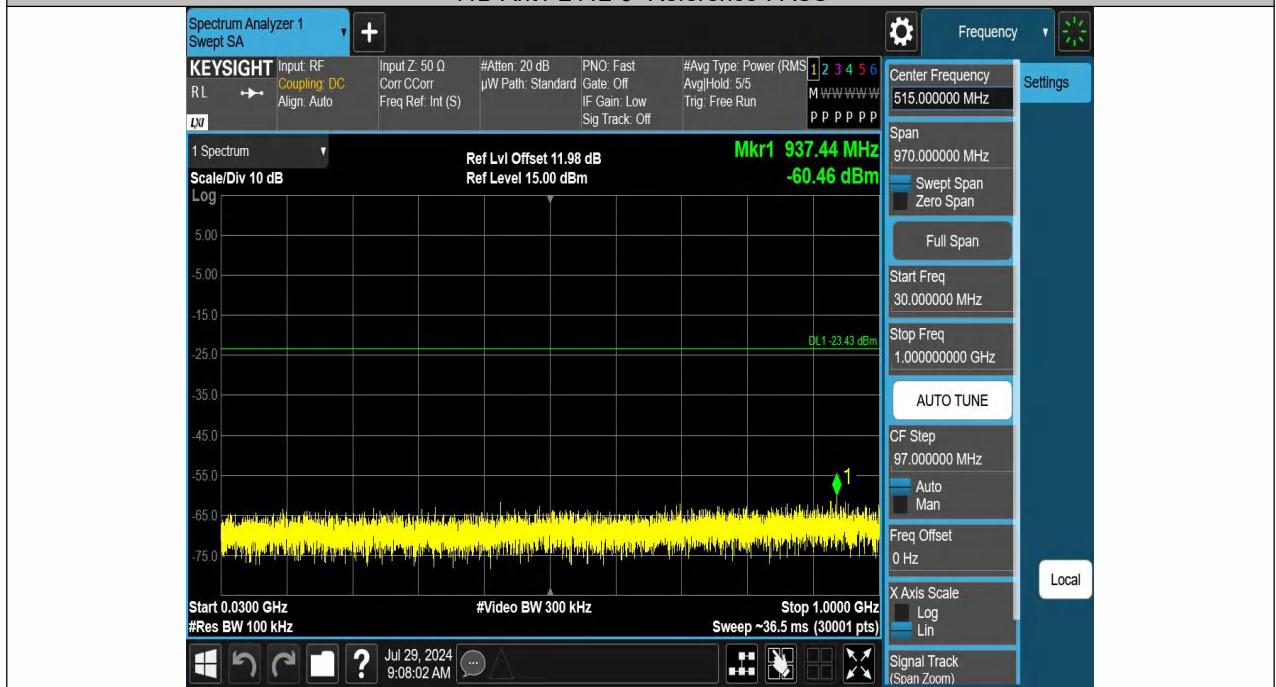 Spectrum Analyzer 1
Swept SA
+
Frequency
KEYSIGHT
RL
LXI
Input: RF
Coupling: DC
Align: Auto
Input Z: 50 Ω
Corr CCorr
Freq Ref: Int (S)
#Atten: 20 dB
µW Path: Standard
PNO: Fast
Gate: Off
IF Gain: Low
Sig Track: Off
#Avg Type: Power (RMS
Avg|Hold: 5/5
Trig: Free Run
1 2 3 4 5 6
M W W W W W
P P P P P P
1 Spectrum
Scale/Div 10 dB
Log
Ref Lvl Offset 11.98 dB
Ref Level 15.00 dBm
Mkr1 937.44 MHz
-60.46 dBm
5.00
-5.00
-15.0
DL1 -23.43 dBm
-25.0
-35.0
-45.0
-55.0
1
-65.0
-75.0
Start 0.0300 GHz
#Video BW 300 kHz
Stop 1.0000 GHz
#Res BW 100 kHz
Sweep ~36.5 ms (30001 pts)
Center Frequency
515.000000 MHz
Settings
Span
970.000000 MHz
Swept Span
Zero Span
Full Span
Start Freq
30.000000 MHz
Stop Freq
1.000000000 GHz
AUTO TUNE
CF Step
97.000000 MHz
Auto
Man
Freq Offset
0 Hz
X Axis Scale
Log
Lin
Local
Signal Track
(Span Zoom)
?
Jul 29, 2024
9:08:02 AM